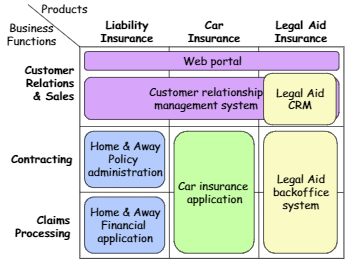 Products
Business
Functions
Liability
Insurance
Car
Insurance
Legal Aid
Insurance
Customer
Relations
& Sales
Web portal
Customer relationship
management system
Legal Aid
CRM
Contracting
Home & Away
Policy
administration
Car insurance
application
Legal Aid
backoffice
system
Claims
Processing
Home & Away
Financial
application